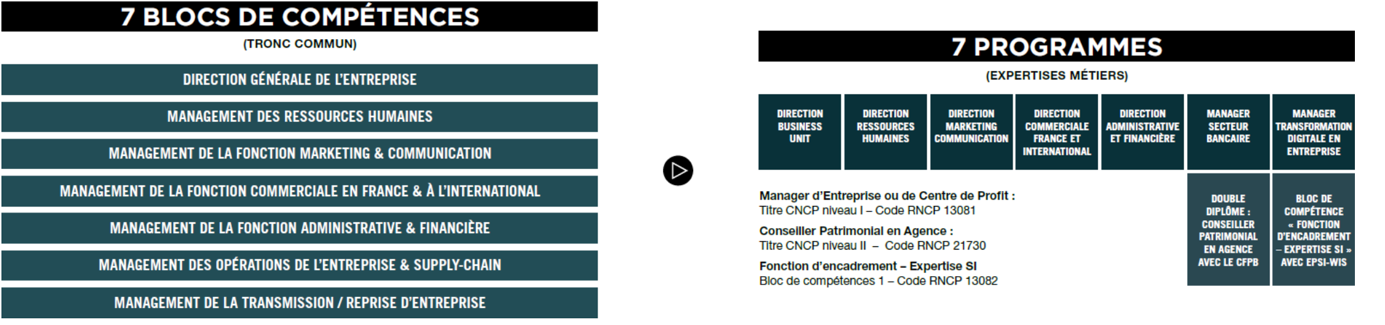 7 BLOCS DE COMPÉTENCES
(TRONC COMMUN)
DIRECTION GÉNÉRALE DE L'ENTREPRISE
MANAGEMENT DES RESSOURCES HUMAINES
MANAGEMENT DE LA FONCTION MARKETING & COMMUNICATION
MANAGEMENT DE LA FONCTION COMMERCIALE EN FRANCE & À L'INTERNATIONAL
MANAGEMENT DE LA FONCTION ADMINISTRATIVE & FINANCIÈRE
MANAGEMENT DES OPÉRATIONS DE L'ENTREPRISE & SUPPLY-CHAIN
MANAGEMENT DE LA TRANSMISSION / REPRISE D'ENTREPRISE
7 PROGRAMMES
(EXPERTISES MÉTIERS)
DIRECTION
BUSINESS
UNIT
DIRECTION
RESSOURCES
HUMAINES
DIRECTION
MARKETING
COMMUNICATION
DIRECTION
COMMERCIALE
FRANCE ET
INTERNATIONAL
DIRECTION
ADMINISTRATIVE
ET FINANCIÈRE
MANAGER
SECTEUR
BANCAIRE
MANAGER
TRANSFORMATION
DIGITALE EN
ENTREPRISE
DOUBLE
DIPLÔME :
CONSEILLER
PATRIMONIAL
EN AGENCE
AVEC LE CFPB
BLOC DE
COMPÉTENCE
« FONCTION
D'ENCADREMENT
– EXPERTISE SI »
AVEC EPSI-WIS
Manager d'Entreprise ou de Centre de Profit :
Titre CNCP niveau I – Code RNCP 13081
Conseiller Patrimonial en Agence :
Titre CNCP niveau II – Code RNCP 21730
Fonction d'encadrement – Expertise SI
Bloc de compétences 1 – Code RNCP 13082